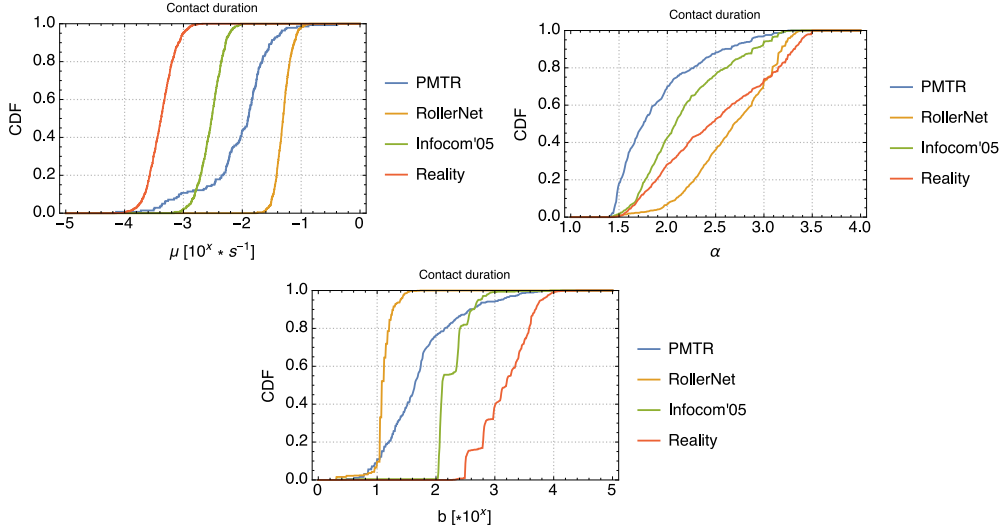 Contact duration
1.0
0.8
0.6
0.4
0.2
0.0
CDF
-5 -4 -3 -2 -1 0
μ [10^x * s^-1]
PMTR
RollerNet
Infocom'05
Reality
Contact duration
1.0
0.8
0.6
0.4
0.2
0.0
CDF
1.0 1.5 2.0 2.5 3.0 3.5 4.0
α
PMTR
RollerNet
Infocom'05
Reality
Contact duration
1.0
0.8
0.6
0.4
0.2
0.0
CDF
0 1 2 3 4 5
b [*10^x]
PMTR
RollerNet
Infocom'05
Reality